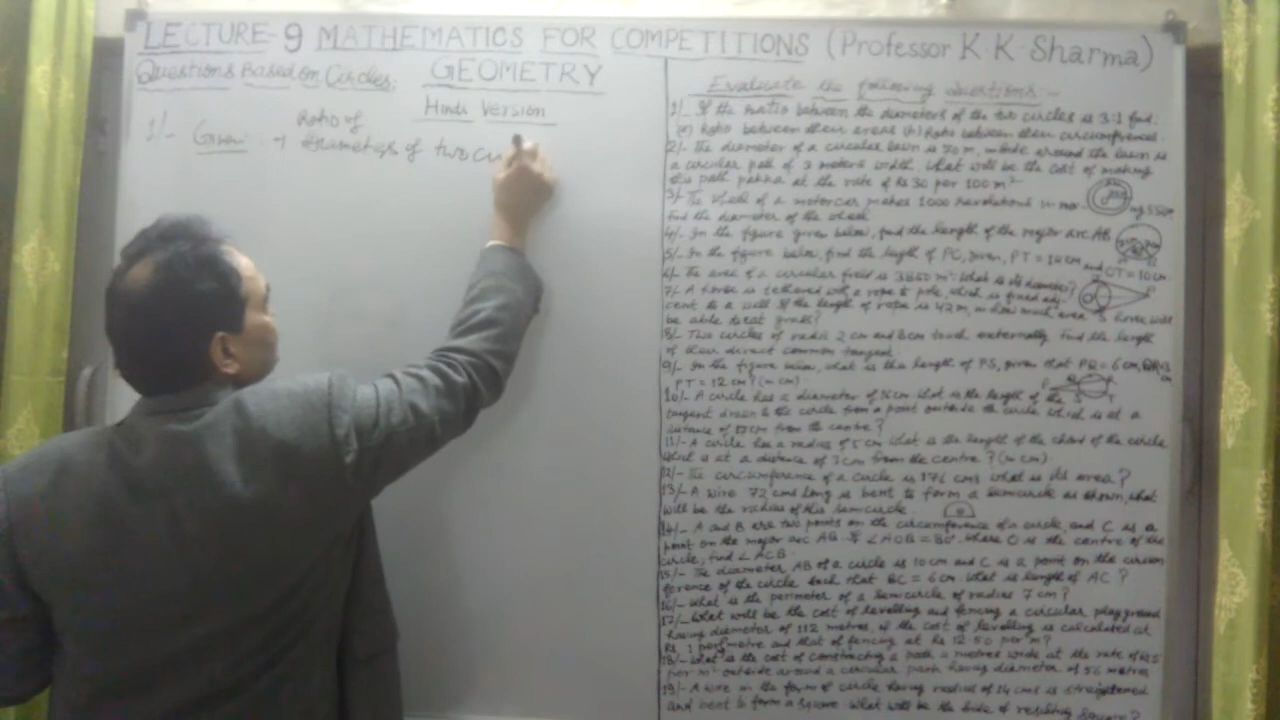 LECTURE-9 MATHEMATICS FOR COMPETITIONS (Professor K.K.Sharma)
Questions Based on Circles:
GEOMETRY
Hindi Version
1/- Given → Ratio of
diameters of two
Evaluate the following questions:-
1/- If the ratio between the diameters of the two circles is 3:1 find:
(a) Ratio between their areas (b) Ratio between their circumferences.
2/- The diameter of a circular lawn is 70m, around the lawn is
a circular path of 3 meters width. What will be the cost of making
this path pakka at the rate of Rs 30 per 100 m²
3/- The wheel of a motorcar makes 1000 revolutions in
find the diameter of the wheel
4/- In the figure given below, find the length of the major arc AB
5/- In the figure below, find the length of PC, given, PT = cm and OT = 10cm.
6/- The area of a circular field is 3850 m². What is its diameter?
7/- A horse is tethered with a rope to pole, which is fixed adj-
cent to a wall. If the length of rope is 42m, in how much area horse will
be able to eat grass?
8/- Two circles of radii 2 cm and 8cm touch externally. Find the length
of their direct common tangent.
9/- In the figure below, what is the length of PS, given that PQ = 6 cm,
PT = 12 cm? (in cm)
10/- A circle has a diameter of 16cm. What is the length of the
tangent drawn to the circle from a point outside the circle which is at a
distance of 17cm from the centre?
11/- A circle has a radius of 5 cm. What is the length of the chord of the circle
which is at a distance of 3 cm from the centre? (in cm)
12/- The circumference of a circle is 176 cms what is its area?
13/- A wire 72 cms long is bent to form a semicircle as shown, what
will be the radius of this semicircle.
14/- A and B are two points on the circumference of a circle, and C is a
point on the major arc AB. If ∠AOB = 80°. Where O is the centre of the
circle, find ∠ACB.
15/- The diameter AB of a circle is 10 cm and C is a point on the circum-
ference of the circle such that BC = 6 cm. What is length of AC?
16/- What is the perimeter of a semicircle of radius 7 cm?
17/- What will be the cost of levelling and fencing a circular playground
having diameter of 112 metres, if the cost of levelling is calculated at
Rs. 1 per metre and that of fencing at Rs 12.50 per m?
18/- What is the cost of constructing a path 2 metres wide at the rate of Rs 5
per m² outside around a circular park having diameter of 56 metres
19/- A wire in the form of circle having radius of 14 cms is straightened
and bent to form a square. What will be the side of resulting square?